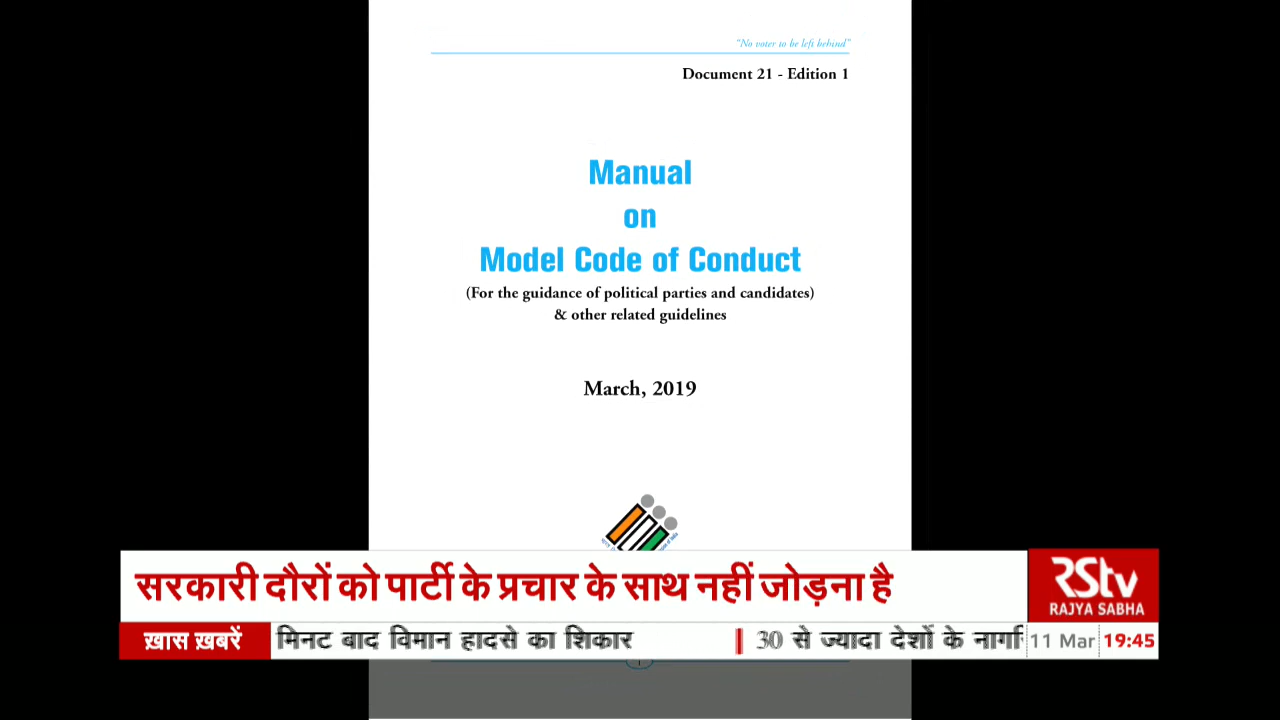 "No voter to be left behind"
Document 21 - Edition 1
Manual
on
Model Code of Conduct
(For the guidance of political parties and candidates)
& other related guidelines
March, 2019
सरकारी दौरों को पार्टी के प्रचार के साथ नहीं जोड़ना है
RStv
RAJYA SABHA
ख़ास ख़बरें
मिनट बाद विमान हादसे का शिकार
30 से ज्यादा देशों के
11 Mar
19:45